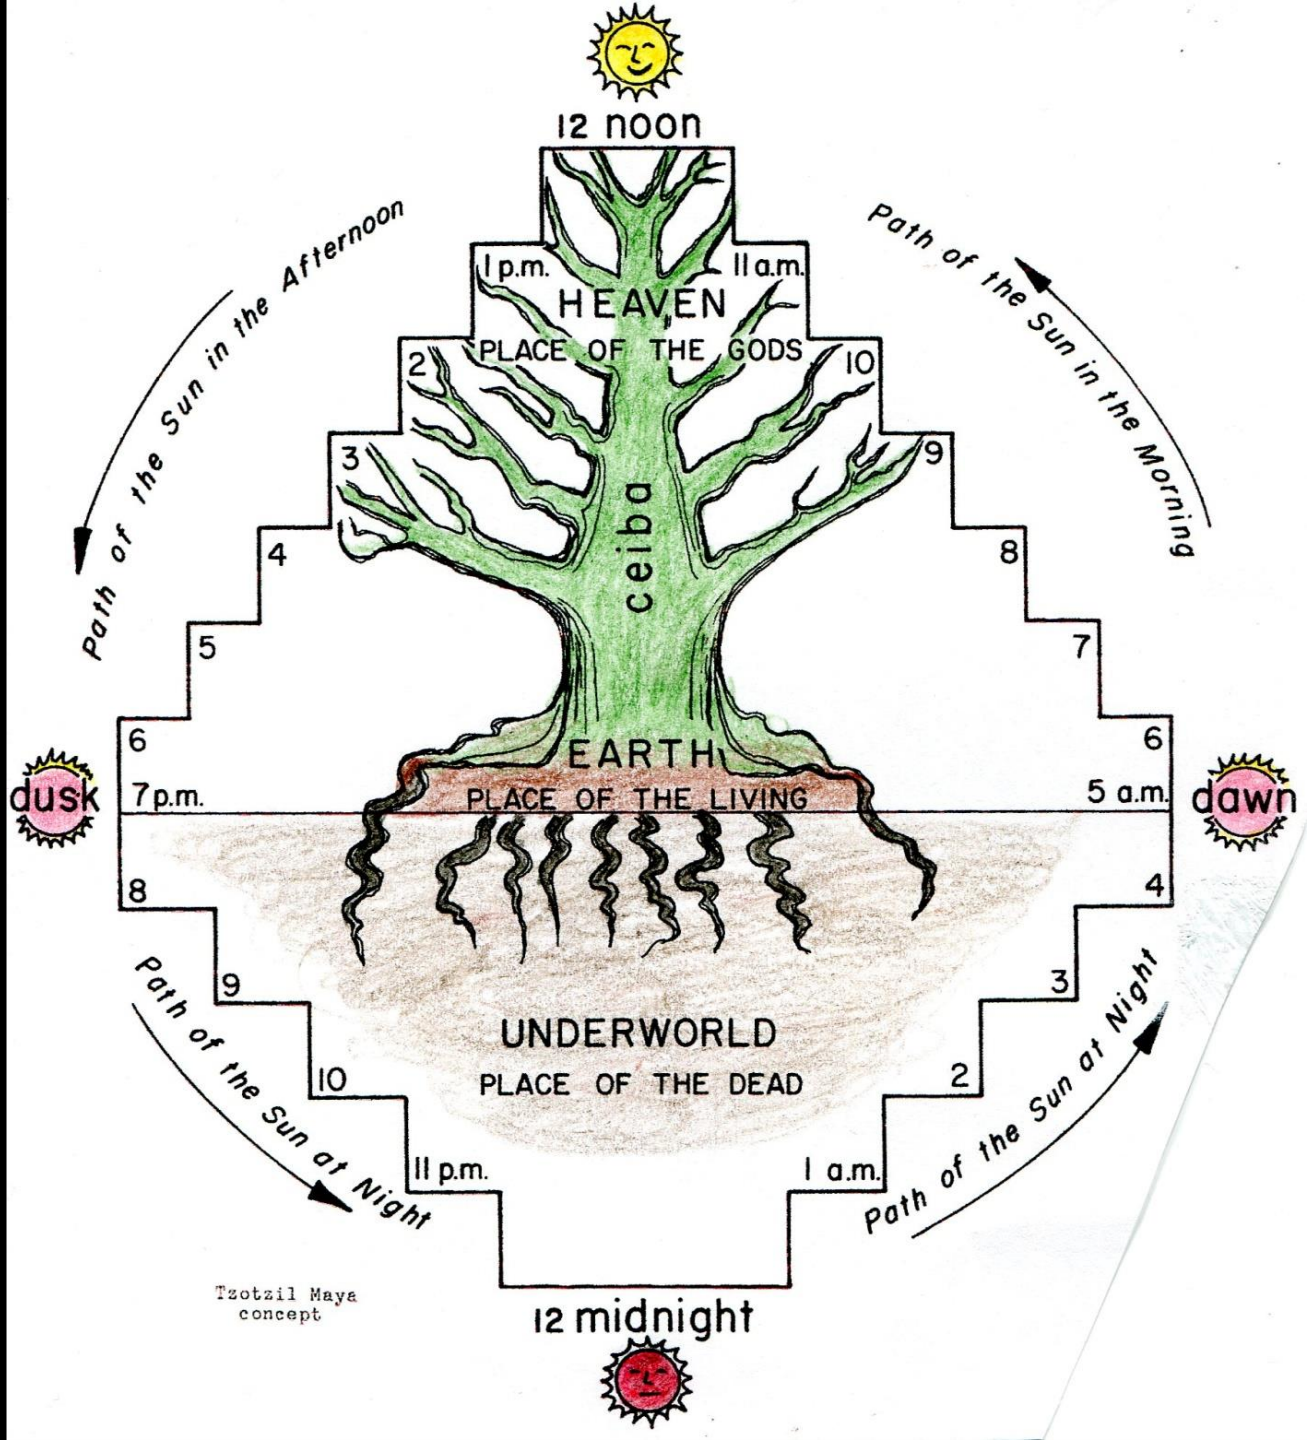 12 noon
Path of the Sun in the Afternoon
Path of the Sun in the Morning
1 p.m.
11 a.m.
HEAVEN
PLACE OF THE GODS
2
10
3
9
4
8
ceiba
5
7
6
6
EARTH
dusk
7 p.m.
PLACE OF THE LIVING
5 a.m.
dawn
8
4
9
3
Path of the Sun at Night
Path of the Sun at Night
UNDERWORLD
10
2
PLACE OF THE DEAD
11 p.m.
1 a.m.
Tzotzil Maya
concept
12 midnight